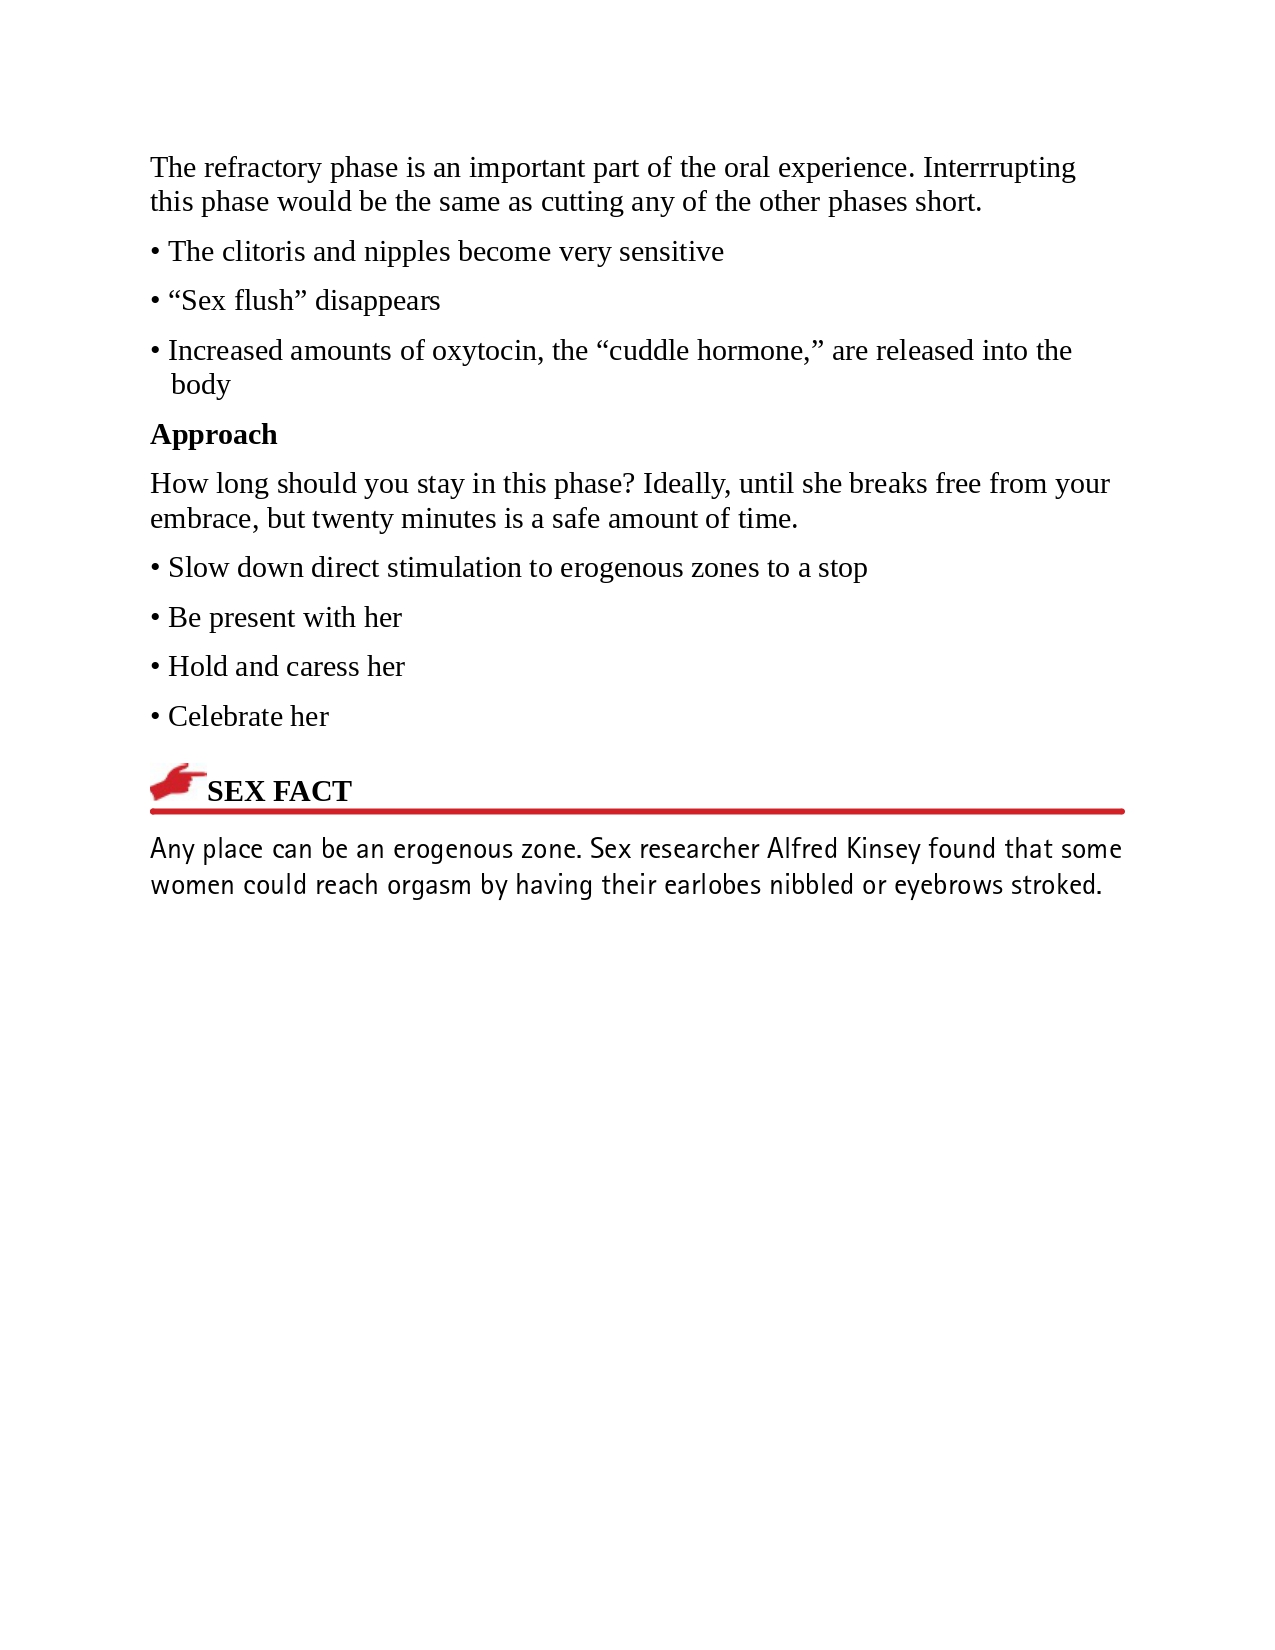 The refractory phase is an important part of the oral experience. Interrrupting
this phase would be the same as cutting any of the other phases short.
• The clitoris and nipples become very sensitive
• “Sex flush” disappears
• Increased amounts of oxytocin, the “cuddle hormone,” are released into the
body
Approach
How long should you stay in this phase? Ideally, until she breaks free from your
embrace, but twenty minutes is a safe amount of time.
• Slow down direct stimulation to erogenous zones to a stop
• Be present with her
• Hold and caress her
• Celebrate her
SEX FACT
Any place can be an erogenous zone. Sex researcher Alfred Kinsey found that some
women could reach orgasm by having their earlobes nibbled or eyebrows stroked.